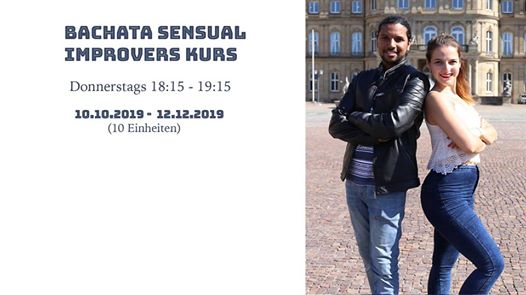 BACHATA SENSUAL
IMPROVERS KURS
Donnerstags 18:15 - 19:15
10.10.2019 - 12.12.2019
(10 Einheiten)